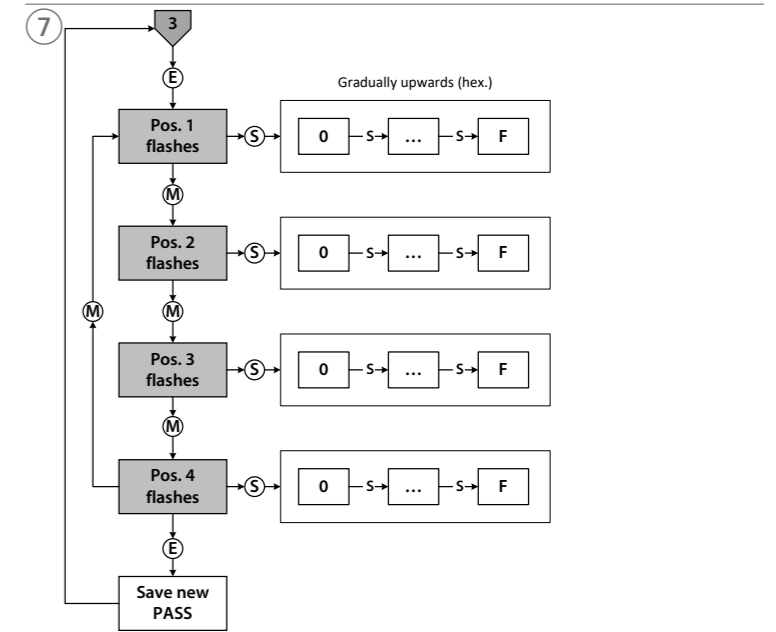 7
3
E
Gradually upwards (hex.)
Pos. 1
flashes
S
0 S ... S F
M
Pos. 2
flashes
S
0 S ... S F
M
M
Pos. 3
flashes
S
0 S ... S F
M
Pos. 4
flashes
S
0 S ... S F
E
Save new
PASS